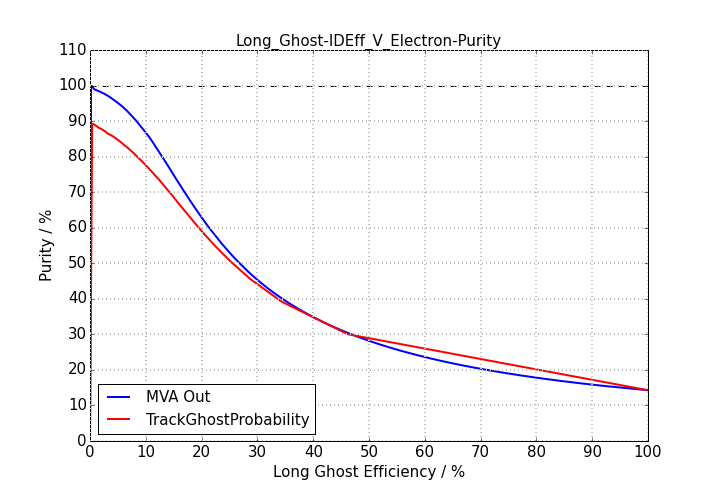 Long_Ghost-IDEff_V_Electron-Purity
110
100
90
80
70
60
50
40
30
20
10
0
Purity / %
MVA Out
TrackGhostProbability
0 10 20 30 40 50 60 70 80 90 100
Long Ghost Efficiency / %